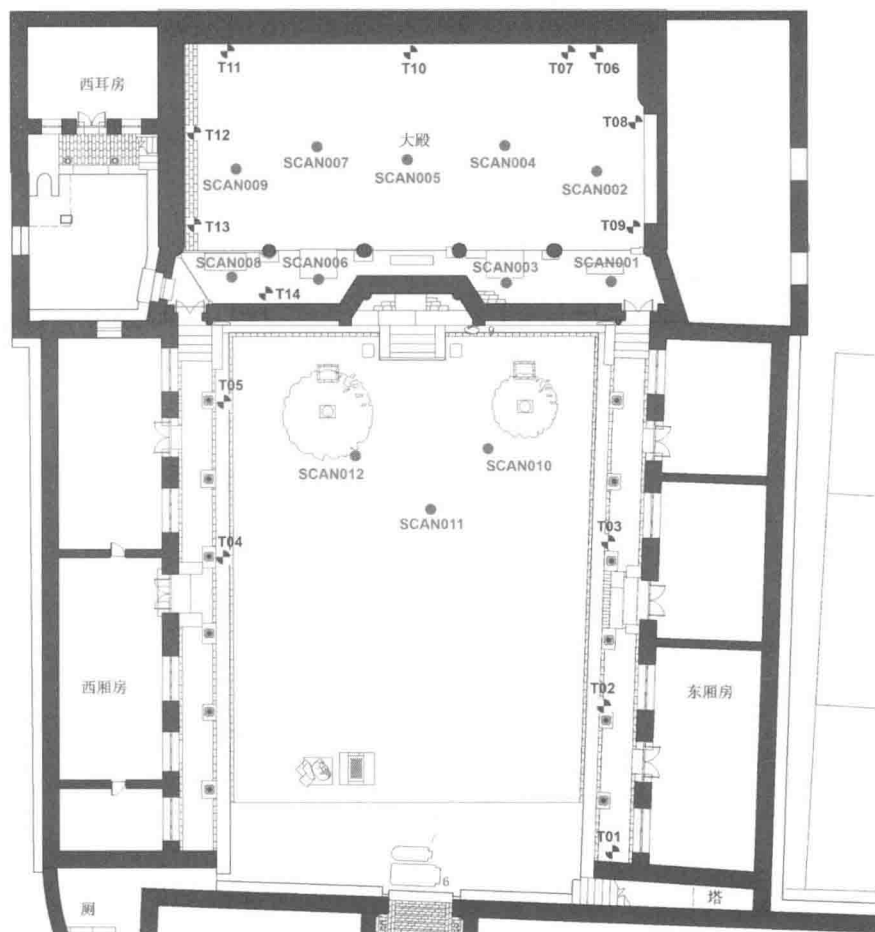 T11
T10
T07
T06
西耳房
T12
大殿
T08
SCAN007
SCAN004
SCAN005
SCAN009
SCAN002
T13
T09
SCAN008
SCAN006
SCAN003
SCAN001
T14
9
T05
SCAN012
SCAN010
SCAN011
T04
T03
西厢房
东厢房
T02
T01
6
厕
塔